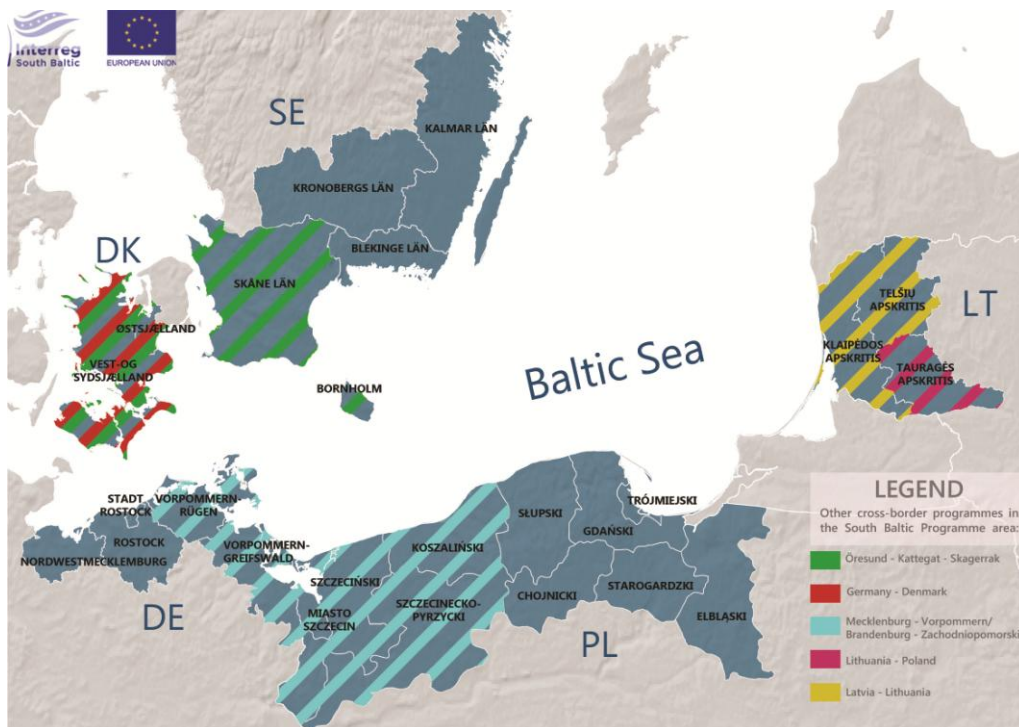 Interreg
South Baltic
EUROPEAN UNION
SE
KALMAR LÄN
KRONOBERGS LÄN
BLEKINGE LÄN
DK
SKÅNE LÄN
ØSTSJÆLLAND
VEST-OG
SYDSJÆLLAND
BORNHOLM
Baltic Sea
TELŠIŲ
APSKRITIS
LT
KLAIPĖDOS
APSKRITIS
TAURAGĖS
APSKRITIS
STADT
ROSTOCK
VORPOMMERN-
RÜGEN
ROSTOCK
NORDWESTMECKLENBURG
VORPOMMERN-
GREIFSWALD
DE
SZCZECIŃSKI
MIASTO
SZCZECIN
KOSZALIŃSKI
SZCZECINECKO-
PYRZYCKI
SŁUPSKI
CHOJNICKI
GDAŃSKI
TRÓJMIEJSKI
STAROGARDZKI
ELBLĄSKI
PL
LEGEND
Other cross-border programmes in
the South Baltic Programme area:
Öresund - Kattegat - Skagerrak
Germany - Denmark
Mecklenburg - Vorpommern/
Brandenburg - Zachodniopomorskie
Lithuania - Poland
Latvia - Lithuania